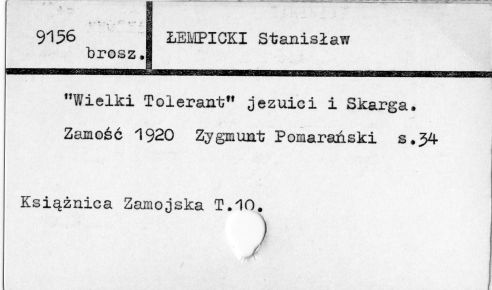 9156
brosz.
ŁEMPICKI Stanisław
"Wielki Tolerant" jezuici i Skarga.
Zamość 1920 Zygmunt Pomarański s.34
Książnica Zamojska T.10.